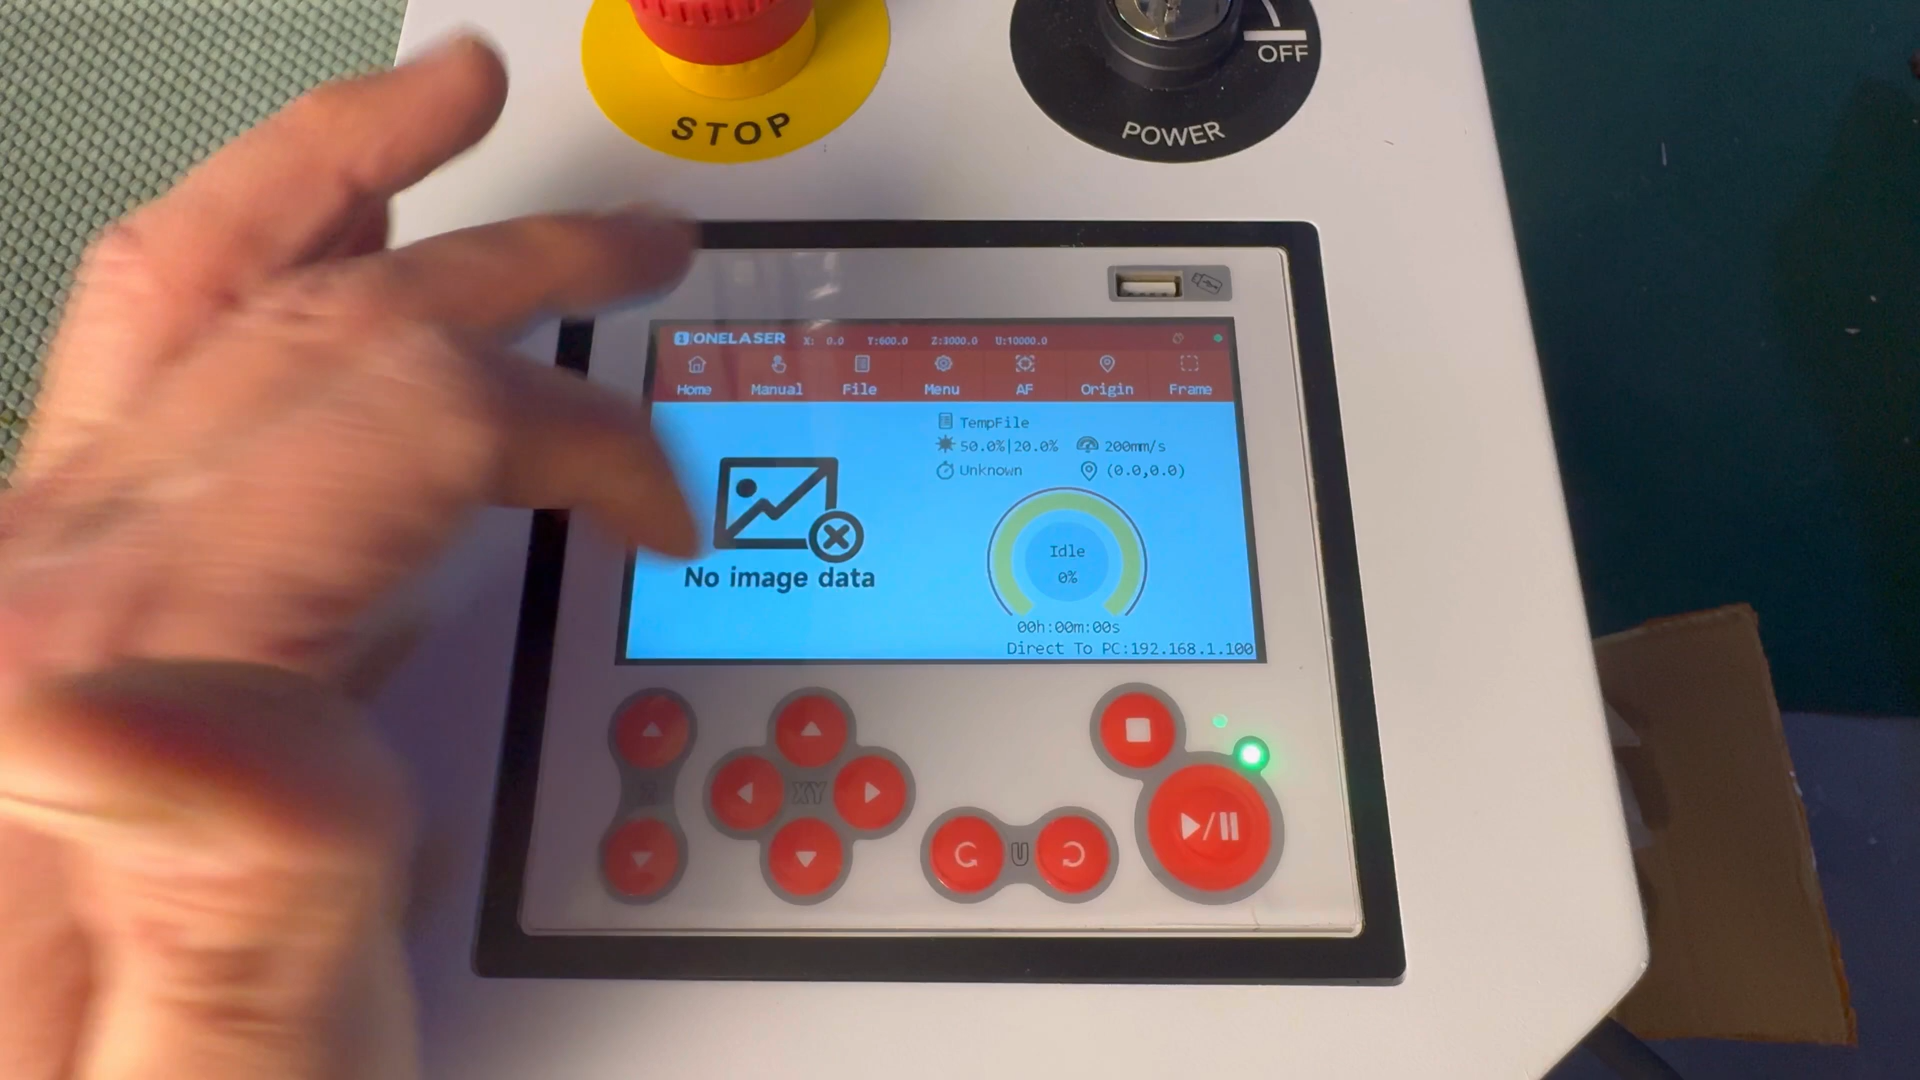 STOP
OFF
POWER
ONELASER X: 0.0 Y:600.0 Z:3000.0 U:10000.0
Home Manual File Menu AF Origin Frame
TempFile
50.0%|20.0% 200mm/s
Unknown (0.0,0.0)
No image data
Idle
0%
00h:00m:00s
Direct To PC:192.168.1.100
Z
XY
U